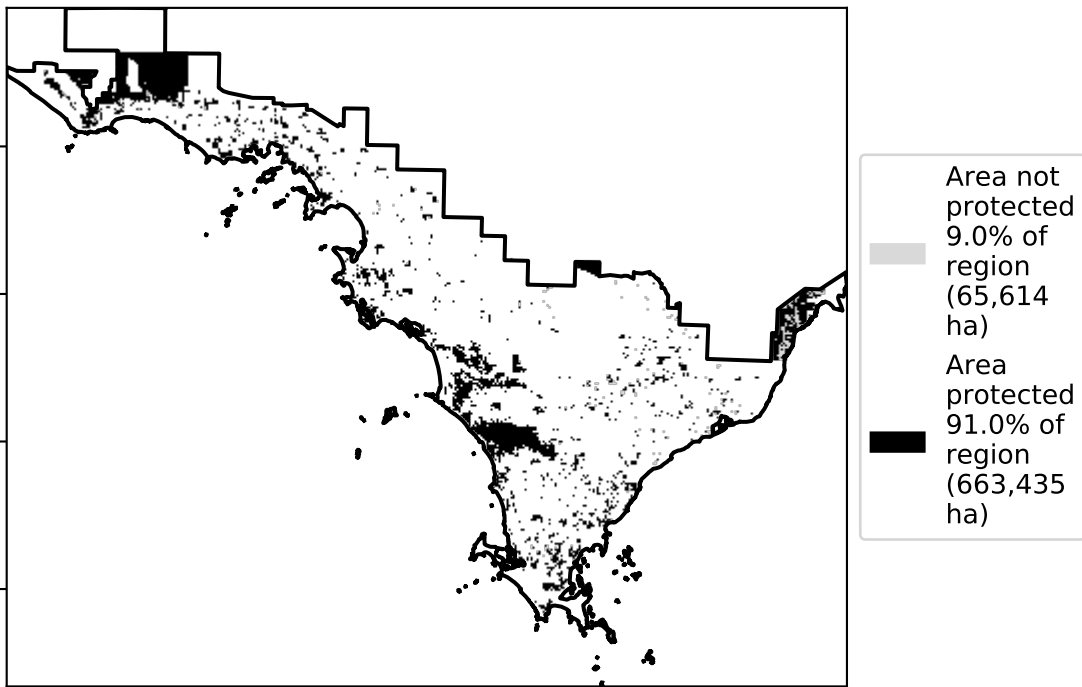 Area not
protected
9.0% of
region
(65,614
ha)
Area
protected
91.0% of
region
(663,435
ha)